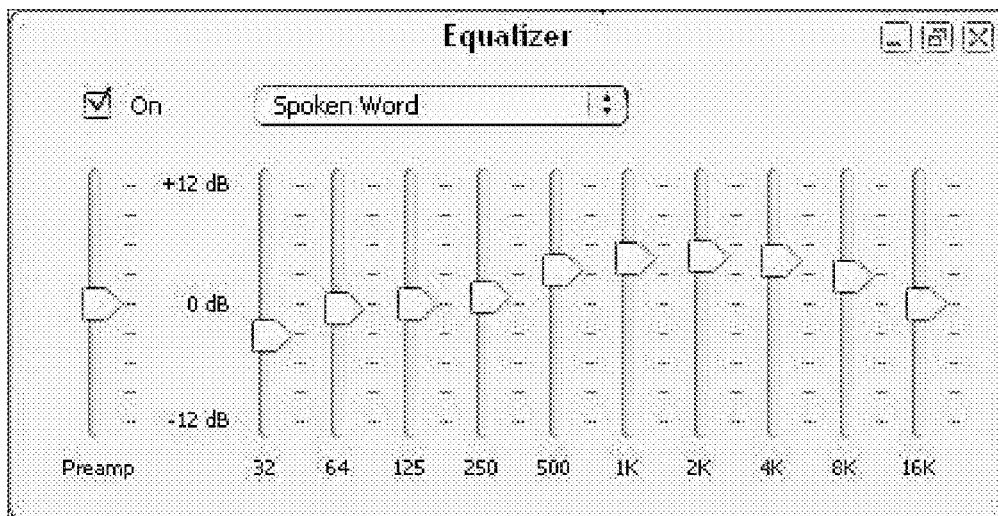 Equalizer
On
Spoken Word
+12 dB
0 dB
-12 dB
Preamp 32 64 125 250 500 1K 2K 4K 8K 16K